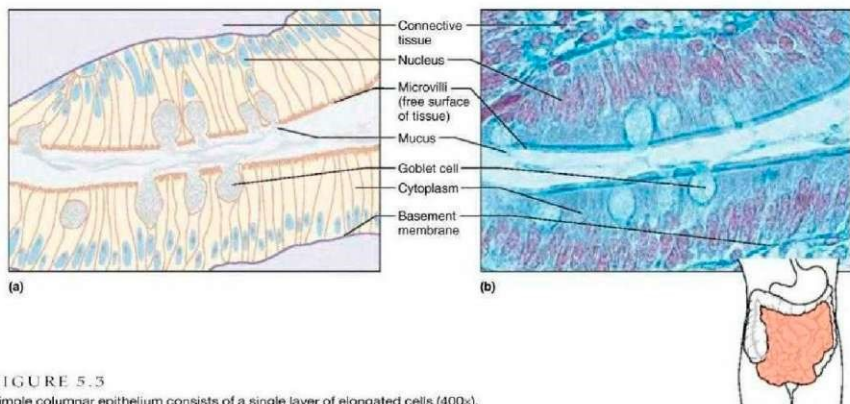 Connective
tissue
Nucleus
Microvilli
(free surface
of tissue)
Mucus
Goblet cell
Cytoplasm
Basement
membrane
(a)
(b)
IGURE 5.3
imple columnar epithelium consists of a single layer of elongated cells (400×).